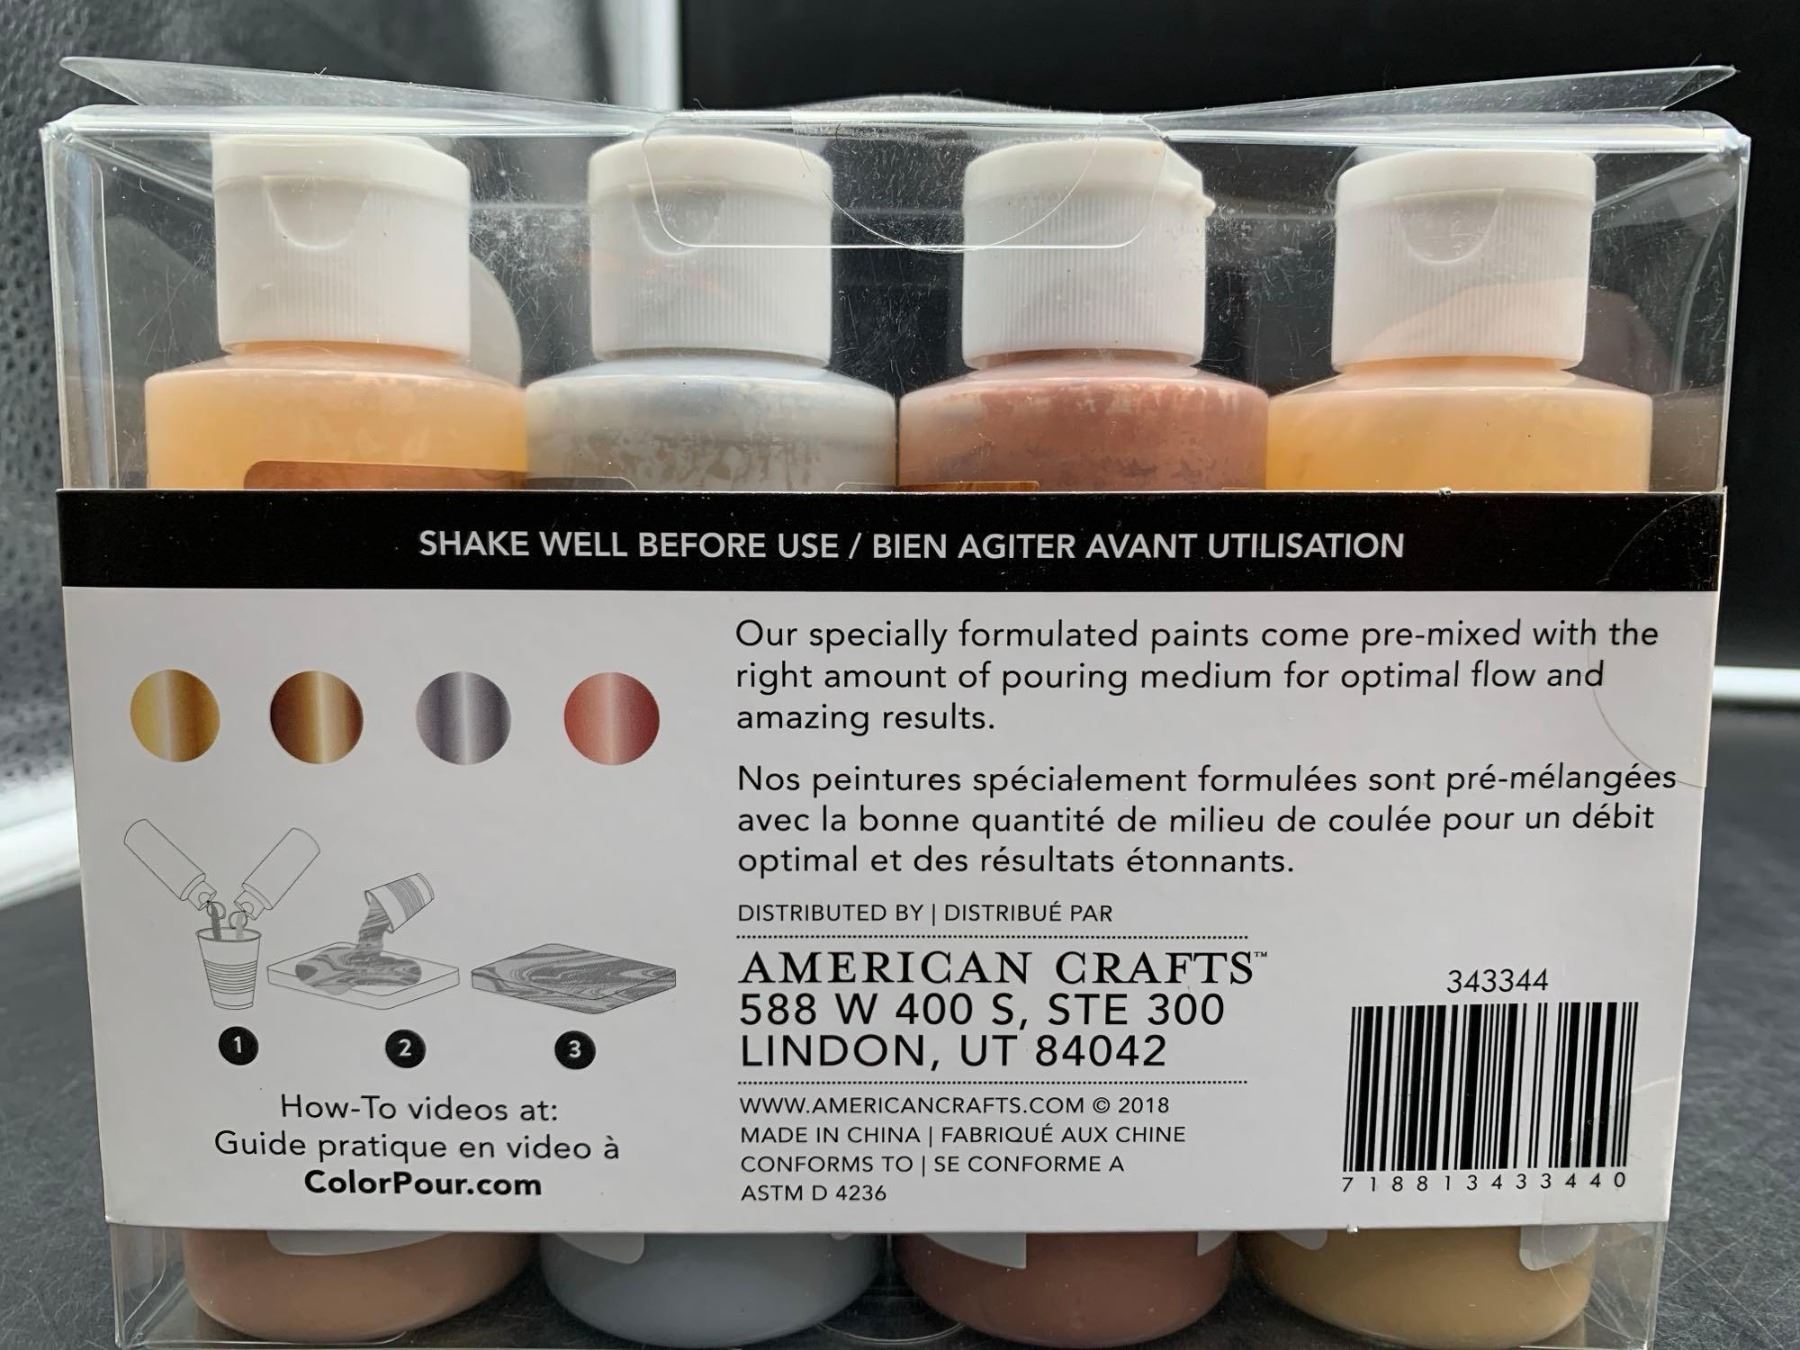 SHAKE WELL BEFORE USE / BIEN AGITER AVANT UTILISATION
Our specially formulated paints come pre-mixed with the
right amount of pouring medium for optimal flow and
amazing results.
Nos peintures spécialement formulées sont pré-mélangées
avec la bonne quantité de milieu de coulée pour un débit
optimal et des résultats étonnants.
1
2
3
How-To videos at:
Guide pratique en video à
ColorPour.com
DISTRIBUTED BY | DISTRIBUÉ PAR
AMERICAN CRAFTS™
588 W 400 S, STE 300
LINDON, UT 84042
WWW.AMERICANCRAFTS.COM © 2018
MADE IN CHINA | FABRIQUÉ AUX CHINE
CONFORMS TO | SE CONFORME A
ASTM D 4236
343344
718813433440